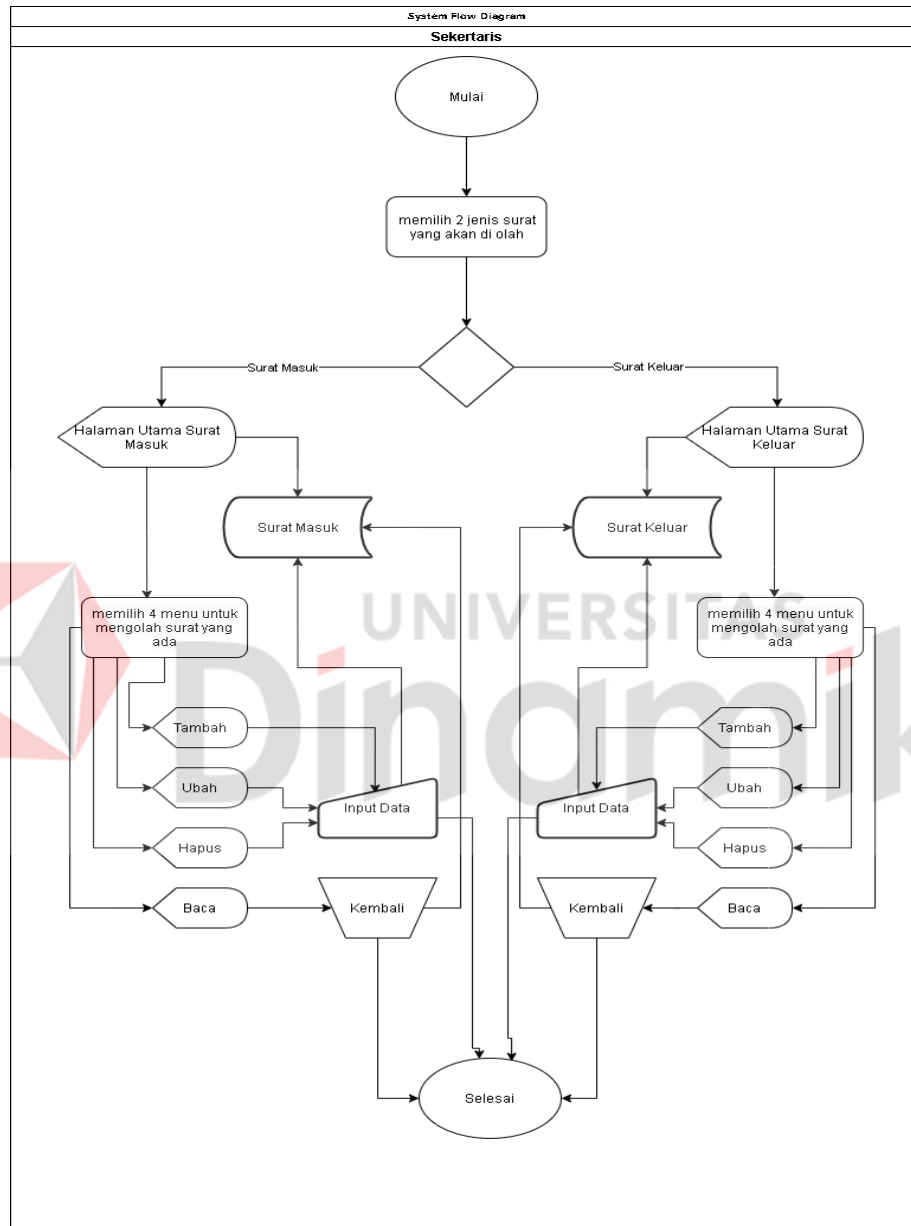 System Flow Diagram
Sekertaris
Mulai
memilih 2 jenis surat
yang akan di olah
Surat Masuk
Surat Keluar
Halaman Utama Surat
Masuk
Halaman Utama Surat
Keluar
Surat Masuk
Surat Keluar
memilih 4 menu untuk
mengolah surat yang
ada
memilih 4 menu untuk
mengolah surat yang
ada
UNIVERSITAS
Dinamik
Tambah
Tambah
Ubah
Input Data
Input Data
Ubah
Hapus
Hapus
Baca
Kembali
Kembali
Baca
Selesai